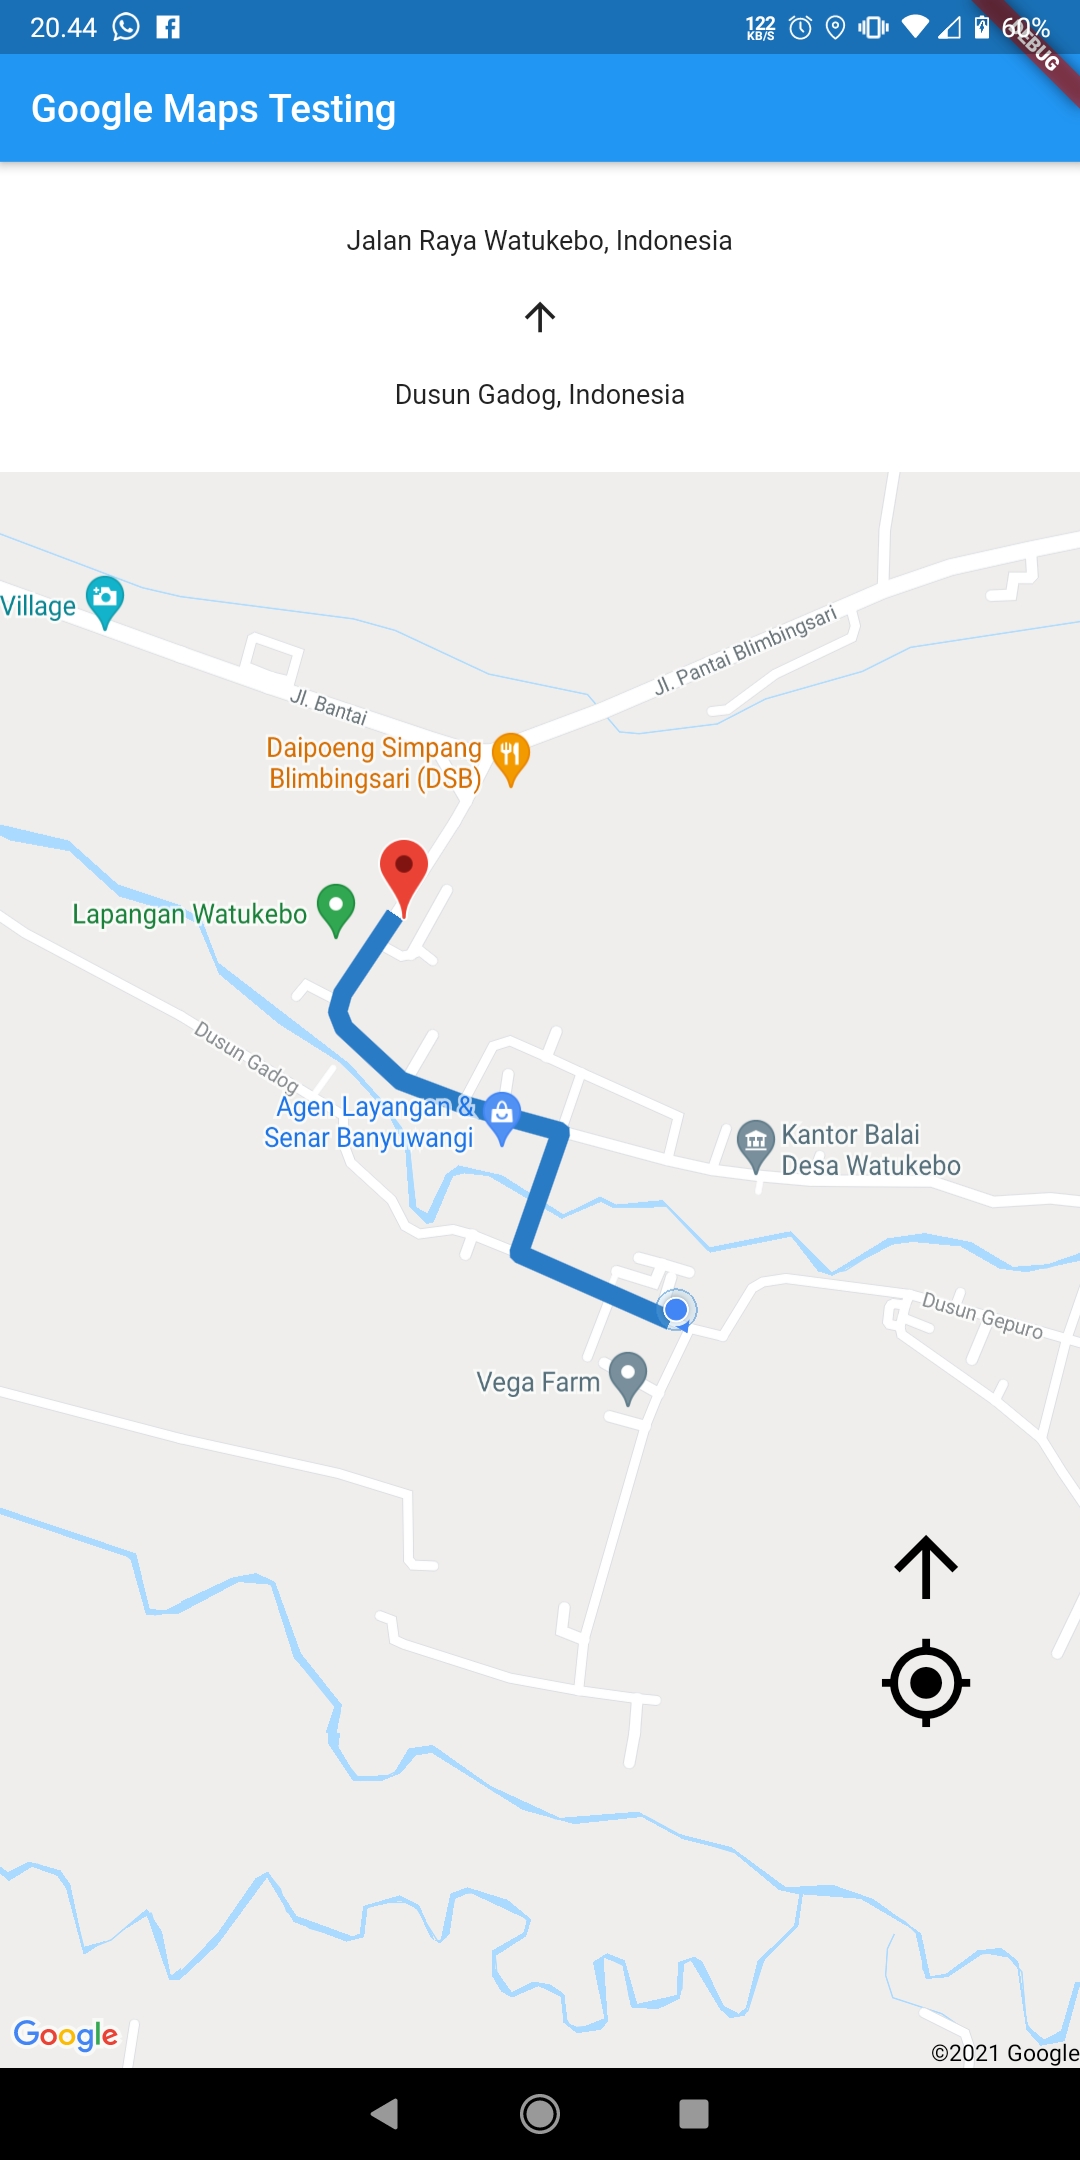 20.44
122
KB/S
60%
DEBUG
Google Maps Testing
Jalan Raya Watukebo, Indonesia
Dusun Gadog, Indonesia
Village
Jl. Pantai Blimbingsari
Jl. Bantai
Daipoeng Simpang
Blimbingsari (DSB)
Lapangan Watukebo
Dusun Gadog
Agen Layangan &
Senar Banyuwangi
Kantor Balai
Desa Watukebo
Dusun Gepuro
Vega Farm
Google
©2021 Google